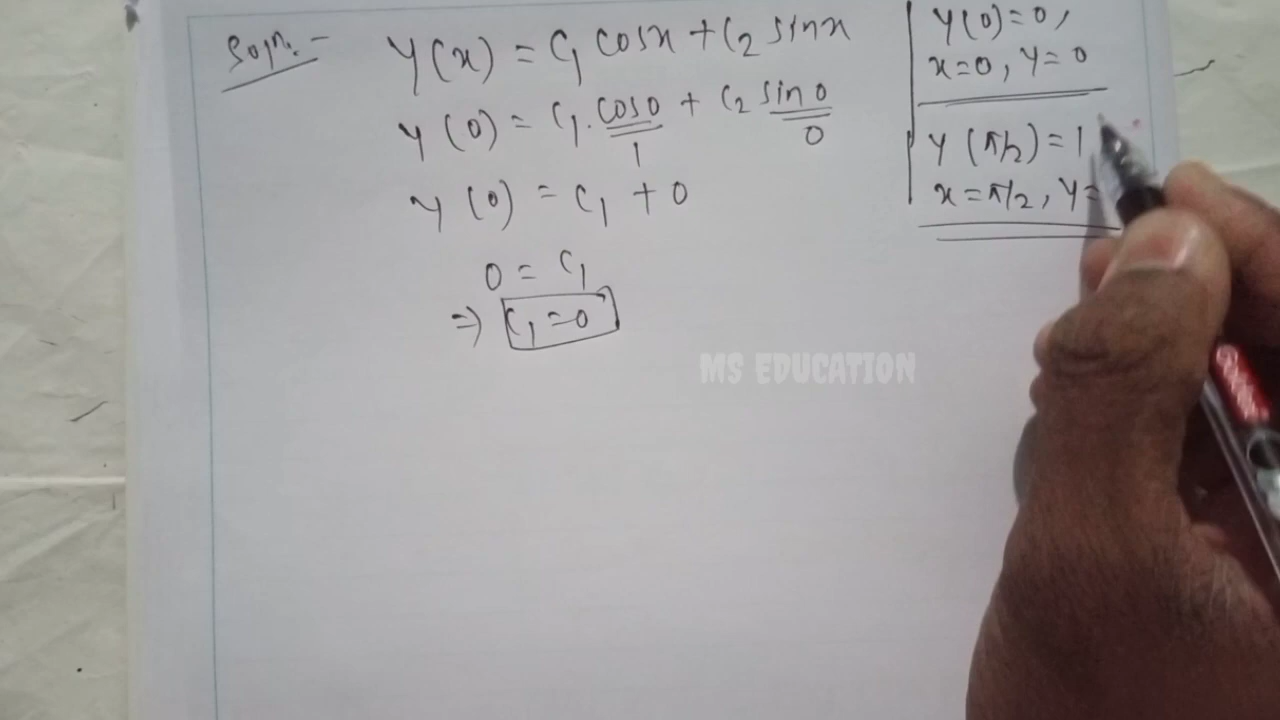 Soln. –
Y(x) = C1 cosx + C2 sinx
Y(0) = C1. cos0 + C2 sin0
1 0
Y(0) = C1 + 0
0 = C1
⇒ C1 = 0
Y(0) = 0,
x = 0, Y = 0
Y(π/2) = 1
x = π/2, Y =
MS EDUCATION